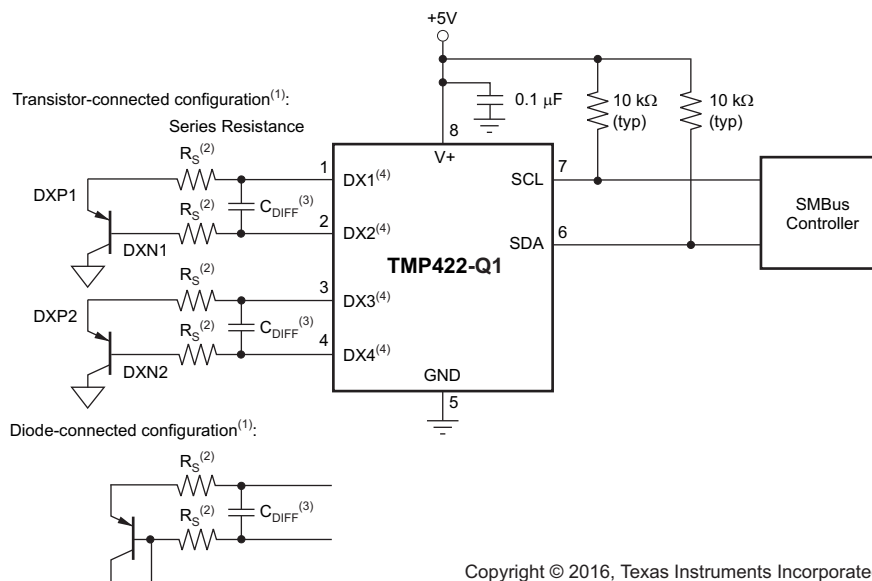 +5V
Transistor-connected configuration(1):
0.1 μF
10 kΩ
(typ)
10 kΩ
(typ)
Series Resistance
8
V+
RS(2)
1
DX1(4)
SCL
7
DXP1
CDIFF(3)
SMBus
Controller
RS(2)
2
DX2(4)
SDA
6
DXN1
TMP422-Q1
RS(2)
3
DX3(4)
DXP2
CDIFF(3)
RS(2)
4
DX4(4)
DXN2
GND
5
Diode-connected configuration(1):
RS(2)
RS(2)
CDIFF(3)
Copyright © 2016, Texas Instruments Incorporate